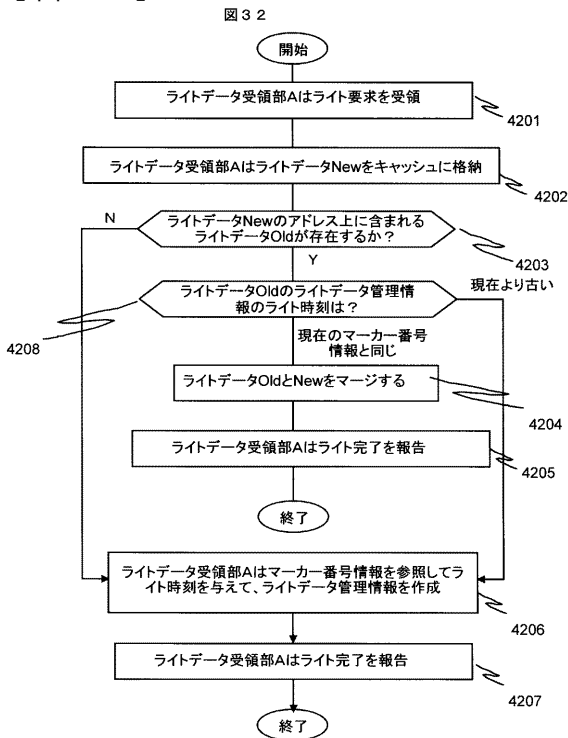 図32
開始
ライトデータ受領部Aはライト要求を受領
4201
ライトデータ受領部AはライトデータNewをキャッシュに格納
4202
N
ライトデータNewのアドレス上に含まれる
ライトデータOldが存在するか?
4203
Y
現在より古い
ライトデータOldのライトデータ管理情
報のライト時刻は?
4208
現在のマーカー番号
情報と同じ
ライトデータOldとNewをマージする
4204
ライトデータ受領部Aはライト完了を報告
4205
終了
ライトデータ受領部Aはマーカー番号情報を参照してラ
イト時刻を与えて、ライトデータ管理情報を作成
4206
ライトデータ受領部Aはライト完了を報告
4207
終了